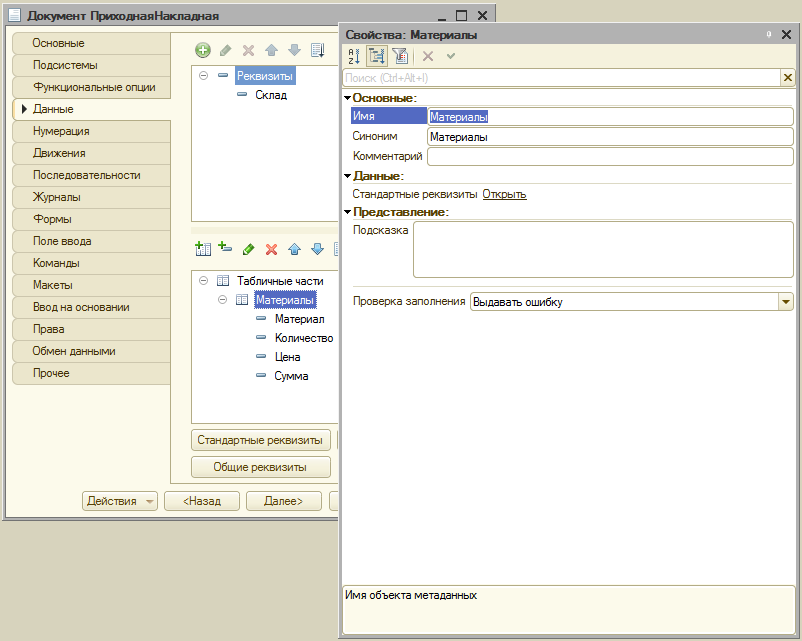 Документ ПриходнаяНакладная
Основные
Подсистемы
Функциональные опции
Данные
Нумерация
Движения
Последовательности
Журналы
Формы
Поле ввода
Команды
Макеты
Ввод на основании
Права
Обмен данными
Прочее
Реквизиты
Склад
Табличные части
Материалы
Материал
Количество
Цена
Сумма
Стандартные реквизиты
Общие реквизиты
Действия
<Назад
Далее>
Свойства: Материалы
Поиск (Ctrl+Alt+I)
Основные:
Имя Материалы
Синоним Материалы
Комментарий
Данные:
Стандартные реквизиты Открыть
Представление:
Подсказка
Проверка заполнения Выдавать ошибку
Имя объекта метаданных